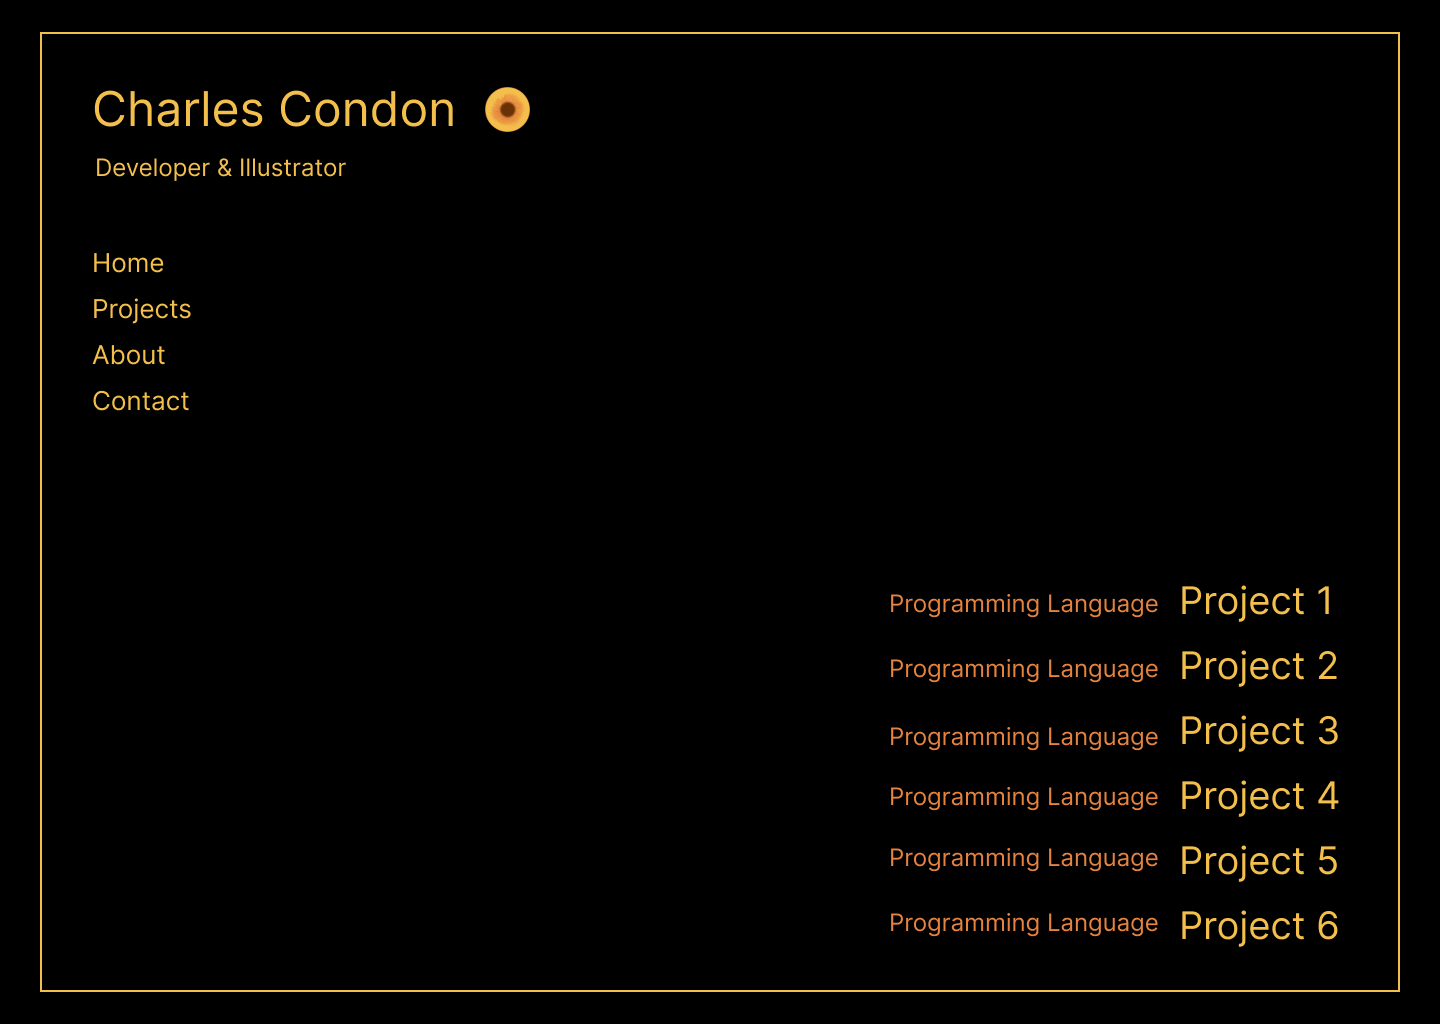 Charles Condon
Developer & Illustrator
Home
Projects
About
Contact
Programming Language Project 1
Programming Language Project 2
Programming Language Project 3
Programming Language Project 4
Programming Language Project 5
Programming Language Project 6